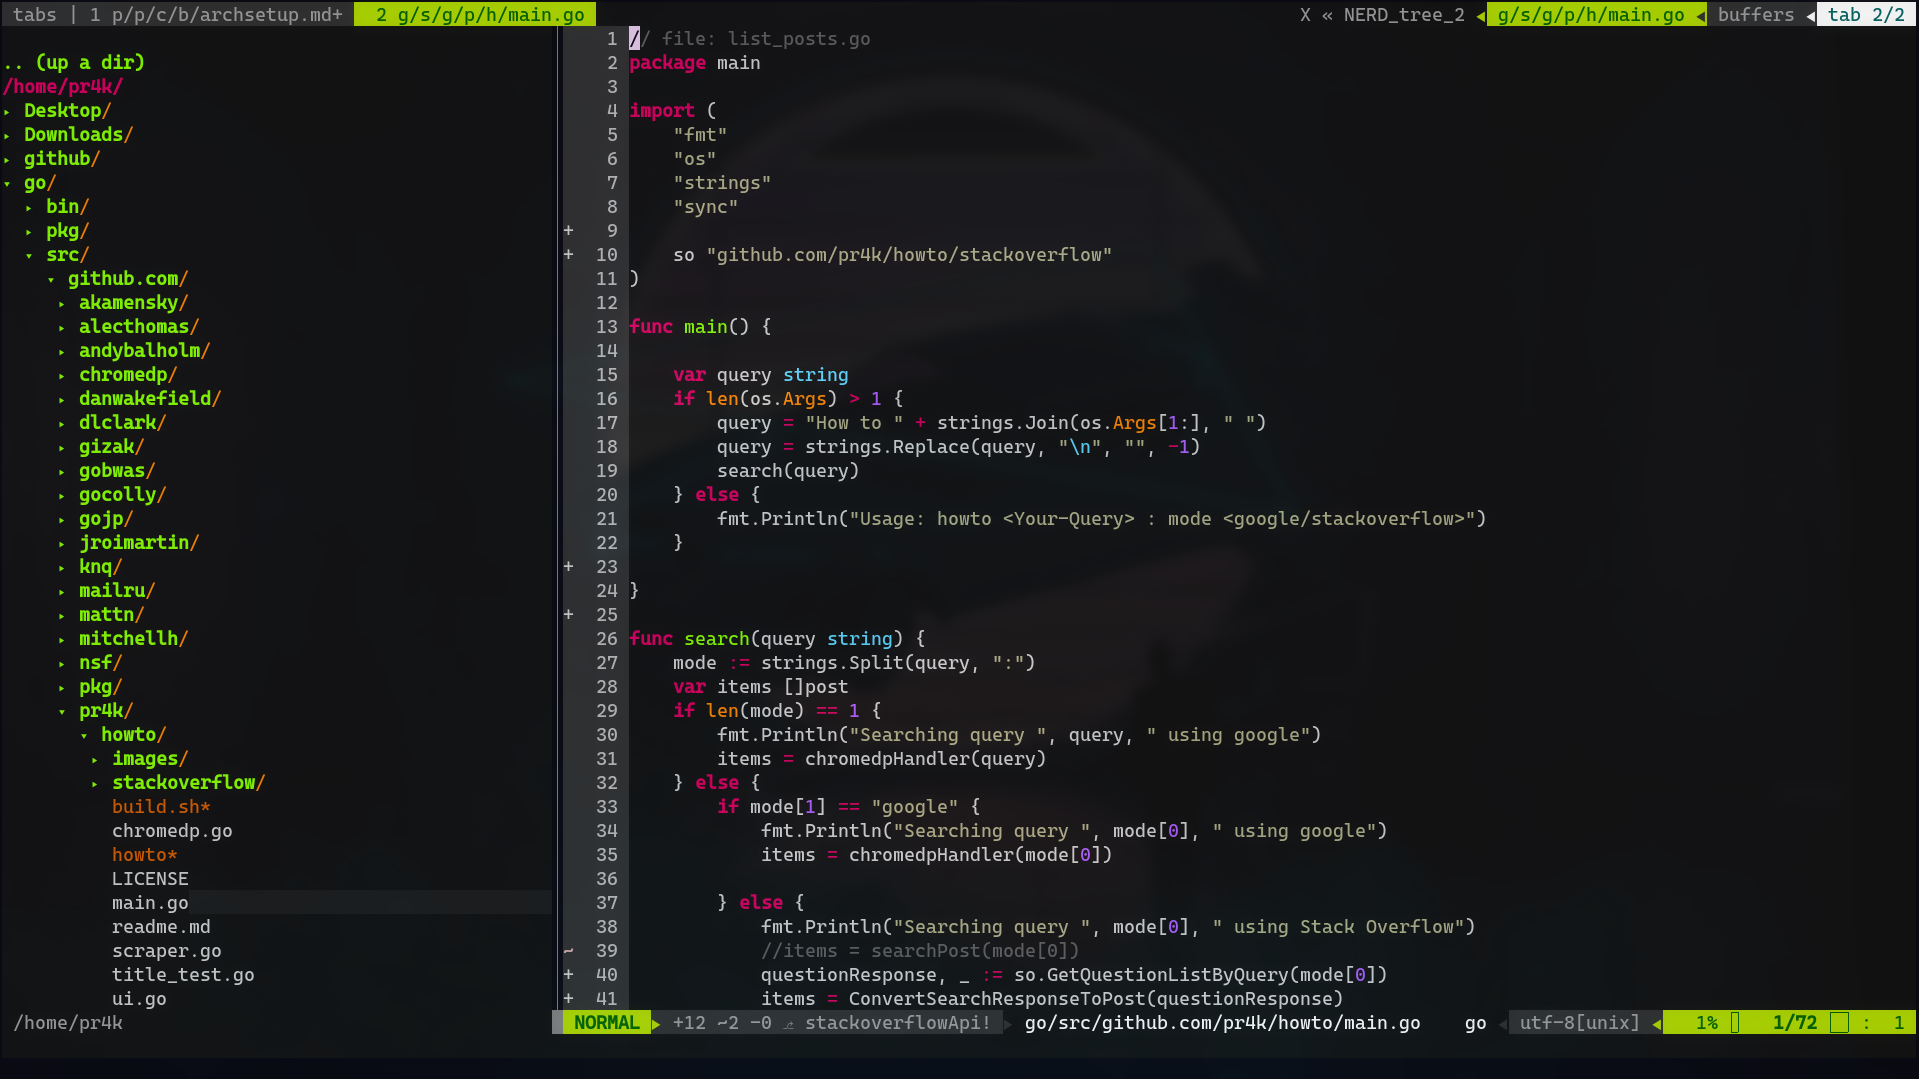 tabs | 1 p/p/c/b/archsetup.md+ 2 g/s/g/p/h/main.go X « NERD_tree_2 g/s/g/p/h/main.go buffers tab 2/2
.. (up a dir)
/home/pr4k/
▸ Desktop/
▸ Downloads/
▸ github/
▾ go/
▸ bin/
▸ pkg/
▾ src/
▾ github.com/
▸ akamensky/
▸ alecthomas/
▸ andybalholm/
▸ chromedp/
▸ danwakefield/
▸ dlclark/
▸ gizak/
▸ gobwas/
▸ gocolly/
▸ gojp/
▸ jroimartin/
▸ knq/
▸ mailru/
▸ mattn/
▸ mitchellh/
▸ nsf/
▸ pkg/
▾ pr4k/
▾ howto/
▸ images/
▸ stackoverflow/
build.sh*
chromedp.go
howto*
LICENSE
main.go
readme.md
scraper.go
title_test.go
ui.go
/home/pr4k
1 // file: list_posts.go
2 package main
3
4 import (
5     "fmt"
6     "os"
7     "strings"
8     "sync"
+ 9
+ 10     so "github.com/pr4k/howto/stackoverflow"
11 )
12
13 func main() {
14
15     var query string
16     if len(os.Args) > 1 {
17         query = "How to " + strings.Join(os.Args[1:], " ")
18         query = strings.Replace(query, "\n", "", -1)
19         search(query)
20     } else {
21         fmt.Println("Usage: howto <Your-Query> : mode <google/stackoverflow>")
22     }
+ 23
24 }
+ 25
26 func search(query string) {
27     mode := strings.Split(query, ":")
28     var items []post
29     if len(mode) == 1 {
30         fmt.Println("Searching query ", query, " using google")
31         items = chromedpHandler(query)
32     } else {
33         if mode[1] == "google" {
34             fmt.Println("Searching query ", mode[0], " using google")
35             items = chromedpHandler(mode[0])
36
37         } else {
38             fmt.Println("Searching query ", mode[0], " using Stack Overflow")
~ 39             //items = searchPost(mode[0])
+ 40             questionResponse, _ := so.GetQuestionListByQuery(mode[0])
+ 41             items = ConvertSearchResponseToPost(questionResponse)
NORMAL +12 ~2 -0 stackoverflowApi! go/src/github.com/pr4k/howto/main.go go utf-8[unix] 1% 1/72 : 1